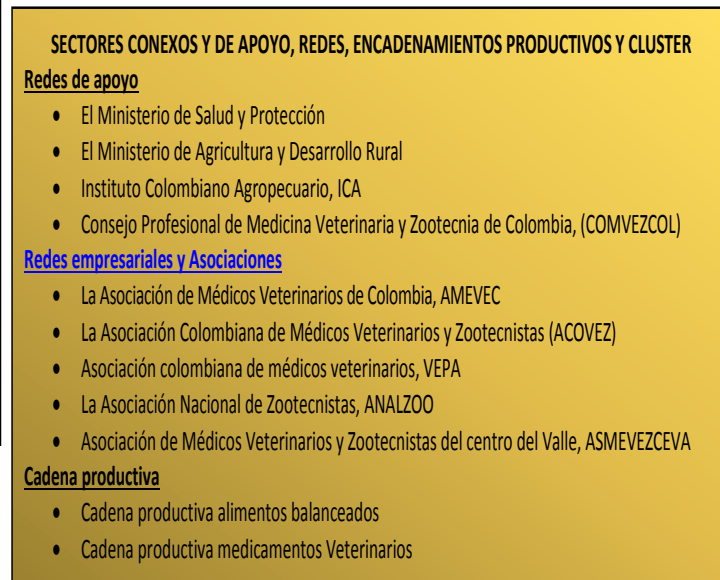 SECTORES CONEXOS Y DE APOYO, REDES, ENCADENAMIENTOS PRODUCTIVOS Y CLUSTER
Redes de apoyo
• El Ministerio de Salud y Protección
• El Ministerio de Agricultura y Desarrollo Rural
• Instituto Colombiano Agropecuario, ICA
• Consejo Profesional de Medicina Veterinaria y Zootecnia de Colombia, (COMVEZCOL)
Redes empresariales y Asociaciones
• La Asociación de Médicos Veterinarios de Colombia, AMEVEC
• La Asociación Colombiana de Médicos Veterinarios y Zootecnistas (ACOVEZ)
• Asociación colombiana de médicos veterinarios, VEPA
• La Asociación Nacional de Zootecnistas, ANALZOO
• Asociación de Médicos Veterinarios y Zootecnistas del centro del Valle, ASMEVEZCEVA
Cadena productiva
• Cadena productiva alimentos balanceados
• Cadena productiva medicamentos Veterinarios